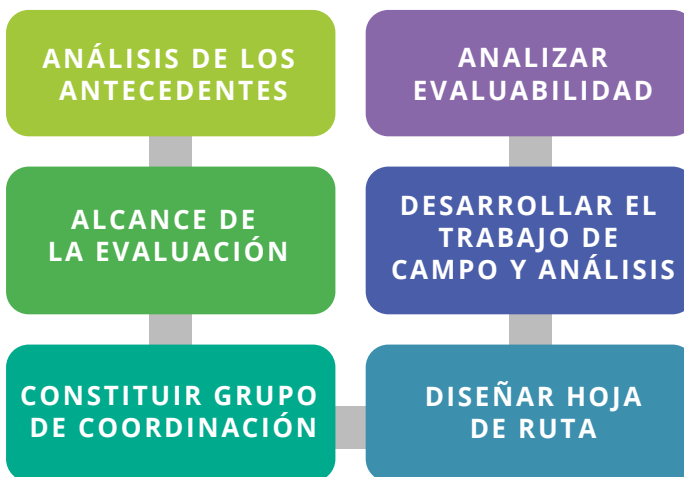 ANÁLISIS DE LOS
ANTECEDENTES
ALCANCE DE
LA EVALUACIÓN
CONSTITUIR GRUPO
DE COORDINACIÓN
DISEÑAR HOJA
DE RUTA
DESARROLLAR EL
TRABAJO DE
CAMPO Y ANÁLISIS
ANALIZAR
EVALUABILIDAD